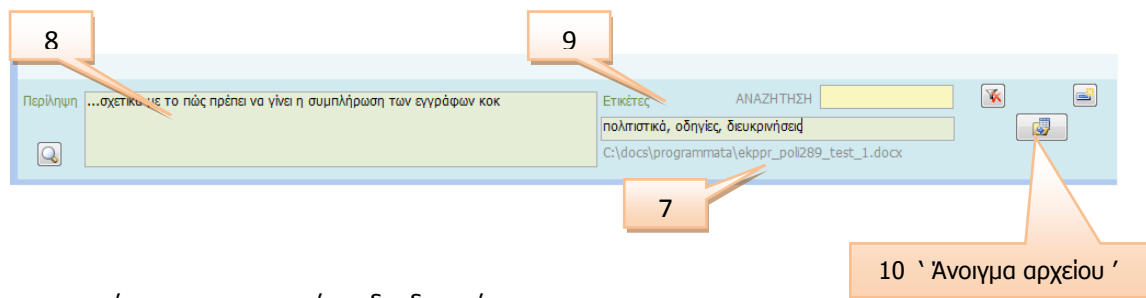 8
9
Περίληψη ...σχετικά με το πώς πρέπει να γίνει η συμπλήρωση των εγγράφων κοκ
Ετικέτες ΑΝΑΖΗΤΗΣΗ
πολιτιστικά, οδηγίες, διευκρινήσεις
C:\docs\programmata\ekppr_poli289_test_1.docx
7
10 ‵ Άνοιγμα αρχείου ′